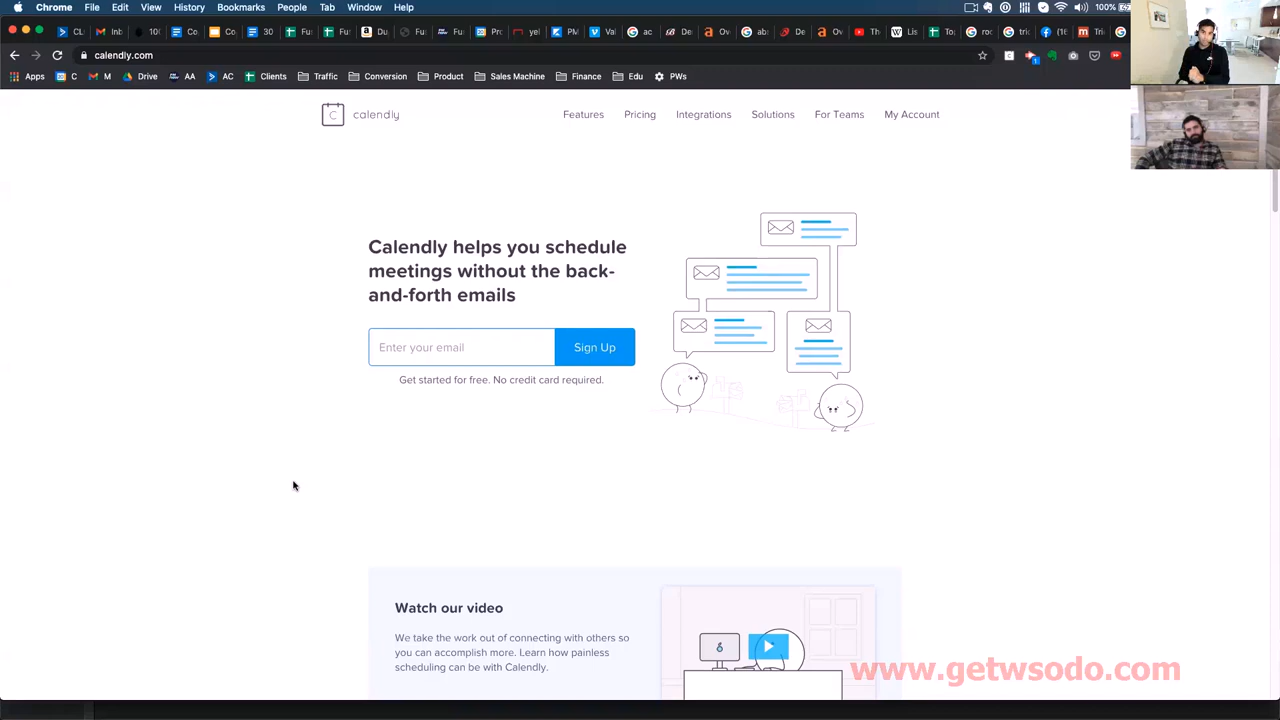 Chrome File Edit View History Bookmarks People Tab Window Help 100%
calendly.com
Apps C M Drive AA AC Clients Traffic Conversion Product Sales Machine Finance Edu PWs
calendly Features Pricing Integrations Solutions For Teams My Account
Calendly helps you schedule
meetings without the back-
and-forth emails
Enter your email Sign Up
Get started for free. No credit card required.
Watch our video
We take the work out of connecting with others so
you can accomplish more. Learn how painless
scheduling can be with Calendly.
www.getwsodo.com